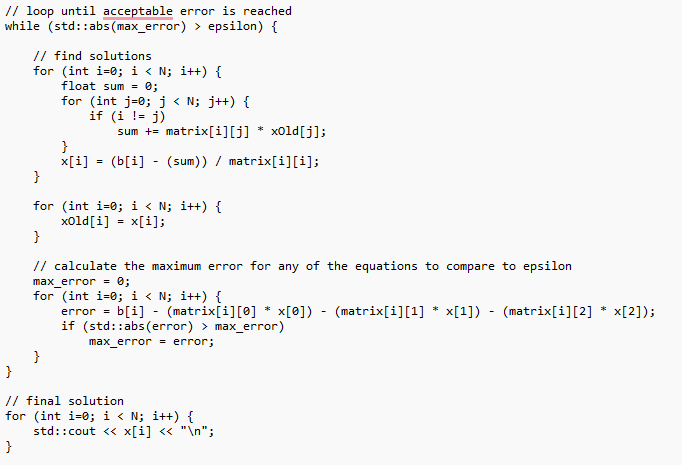 // loop until acceptable error is reached
while (std::abs(max_error) > epsilon) {
// find solutions
for (int i=0; i < N; i++) {
float sum = 0;
for (int j=0; j < N; j++) {
if (i != j)
sum += matrix[i][j] * xOld[j];
}
x[i] = (b[i] - (sum)) / matrix[i][i];
}
for (int i=0; i < N; i++) {
xOld[i] = x[i];
}
// calculate the maximum error for any of the equations to compare to epsilon
max_error = 0;
for (int i=0; i < N; i++) {
error = b[i] - (matrix[i][0] * x[0]) - (matrix[i][1] * x[1]) - (matrix[i][2] * x[2]);
if (std::abs(error) > max_error)
max_error = error;
}
}
// final solution
for (int i=0; i < N; i++) {
std::cout << x[i] << "\n";
}